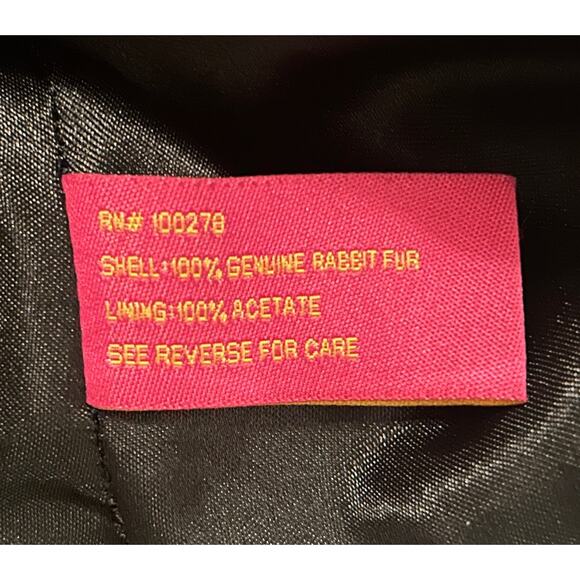 RN# 100278
SHELL:100% GENUINE RABBIT FUR
LINING:100% ACETATE
SEE REVERSE FOR CARE